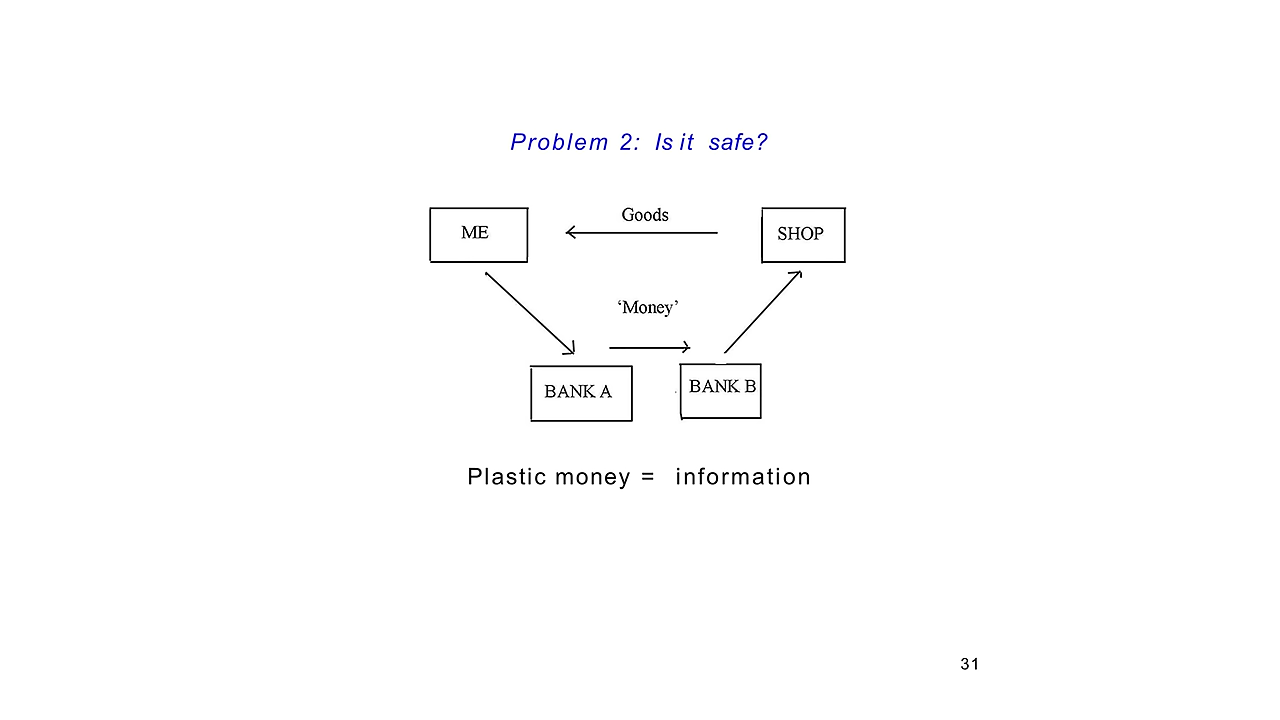 Problem 2: Is it safe?
Goods
ME
SHOP
‘Money’
BANK A
BANK B
Plastic money = information
31